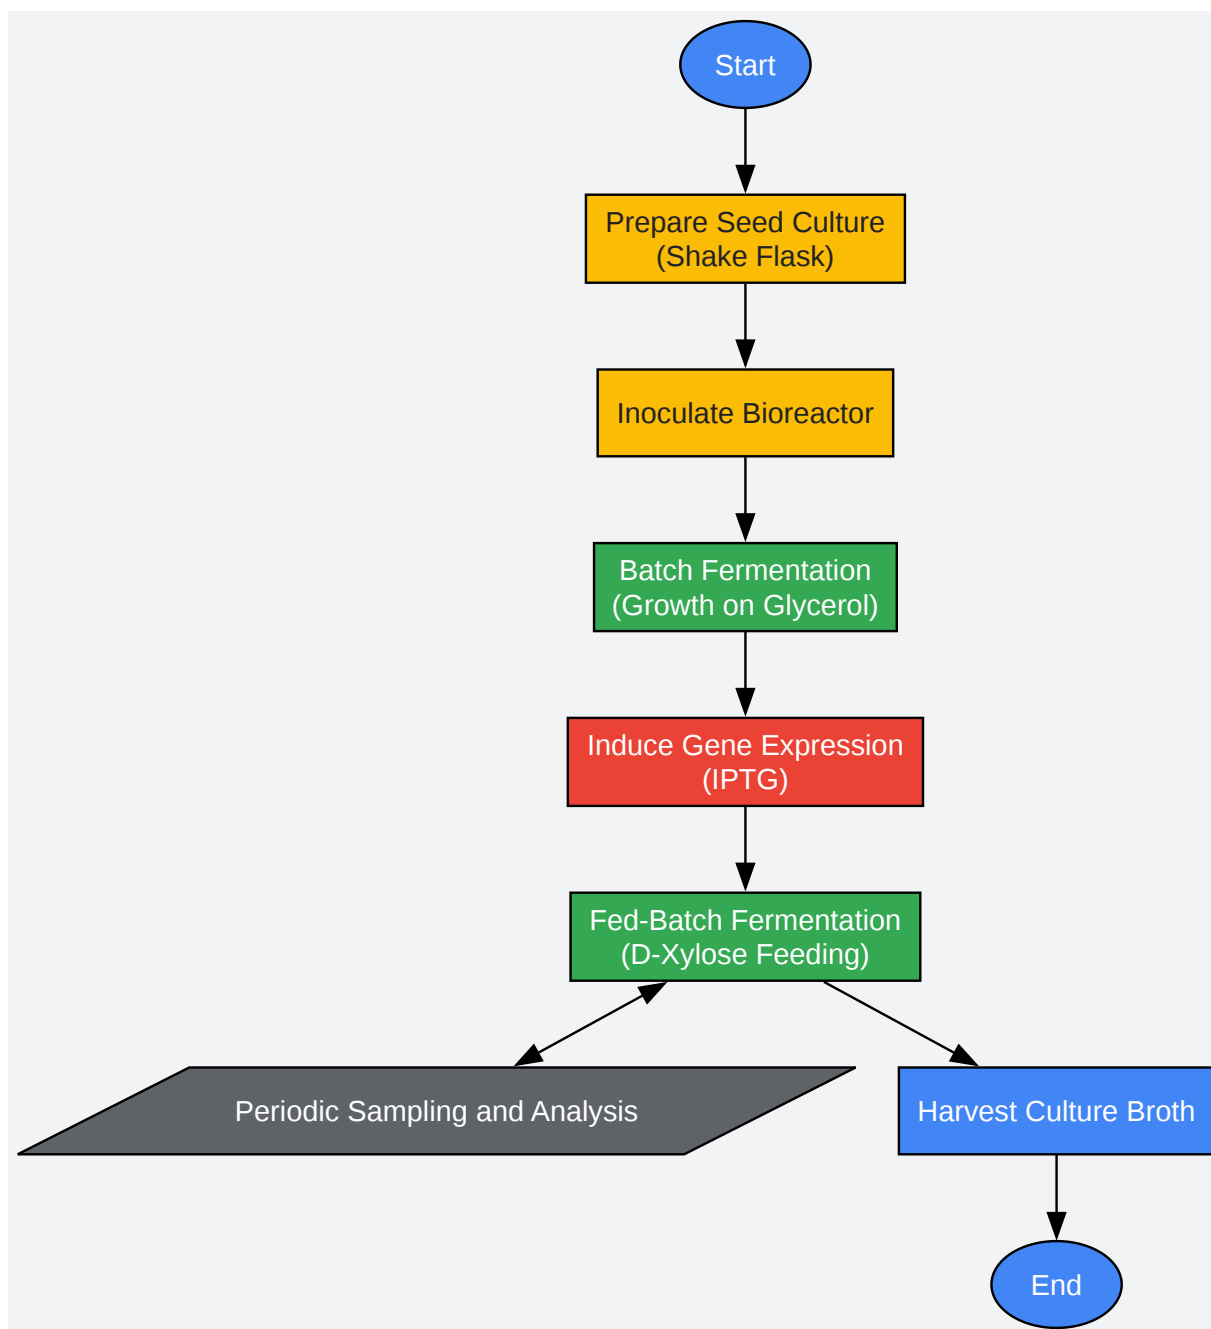 Start
Prepare Seed Culture
(Shake Flask)
Inoculate Bioreactor
Batch Fermentation
(Growth on Glycerol)
Induce Gene Expression
(IPTG)
Fed-Batch Fermentation
(D-Xylose Feeding)
Periodic Sampling and Analysis
Harvest Culture Broth
End